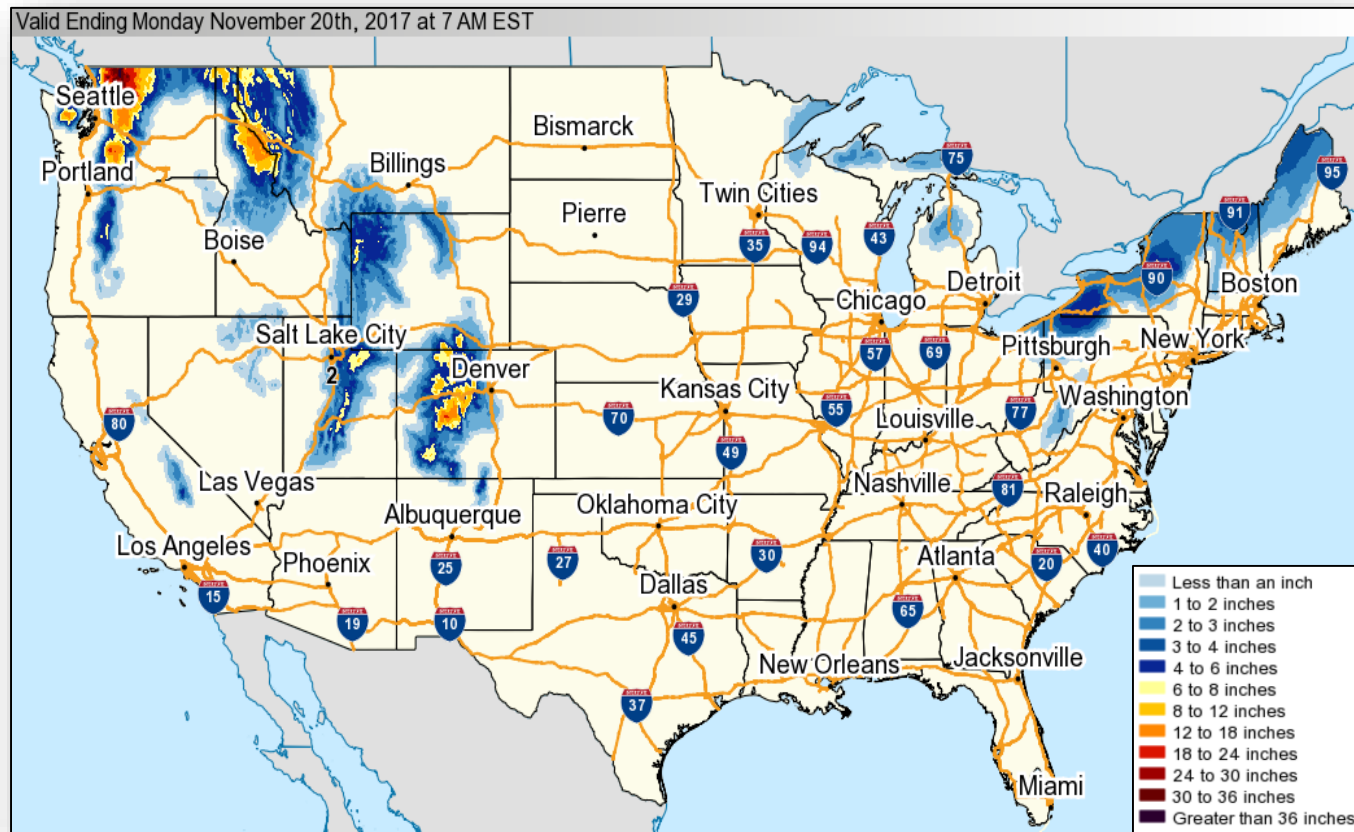 Valid Ending Monday November 20th, 2017 at 7 AM EST
Seattle
Portland
Billings
Bismarck
Boise
Pierre
Twin Cities
75
95
91
35
94
43
90
Detroit
Boston
29
Chicago
Salt Lake City
2
Denver
57
69
Pittsburgh
New York
Kansas City
Washington
80
70
55
Louisville
77
49
Las Vegas
Nashville
81
Raleigh
Albuquerque
Oklahoma City
Los Angeles
Phoenix
25
27
30
Atlanta
20
40
15
19
10
Dallas
65
45
New Orleans
Jacksonville
37
Miami
Less than an inch
1 to 2 inches
2 to 3 inches
3 to 4 inches
4 to 6 inches
6 to 8 inches
8 to 12 inches
12 to 18 inches
18 to 24 inches
24 to 30 inches
30 to 36 inches
Greater than 36 inches